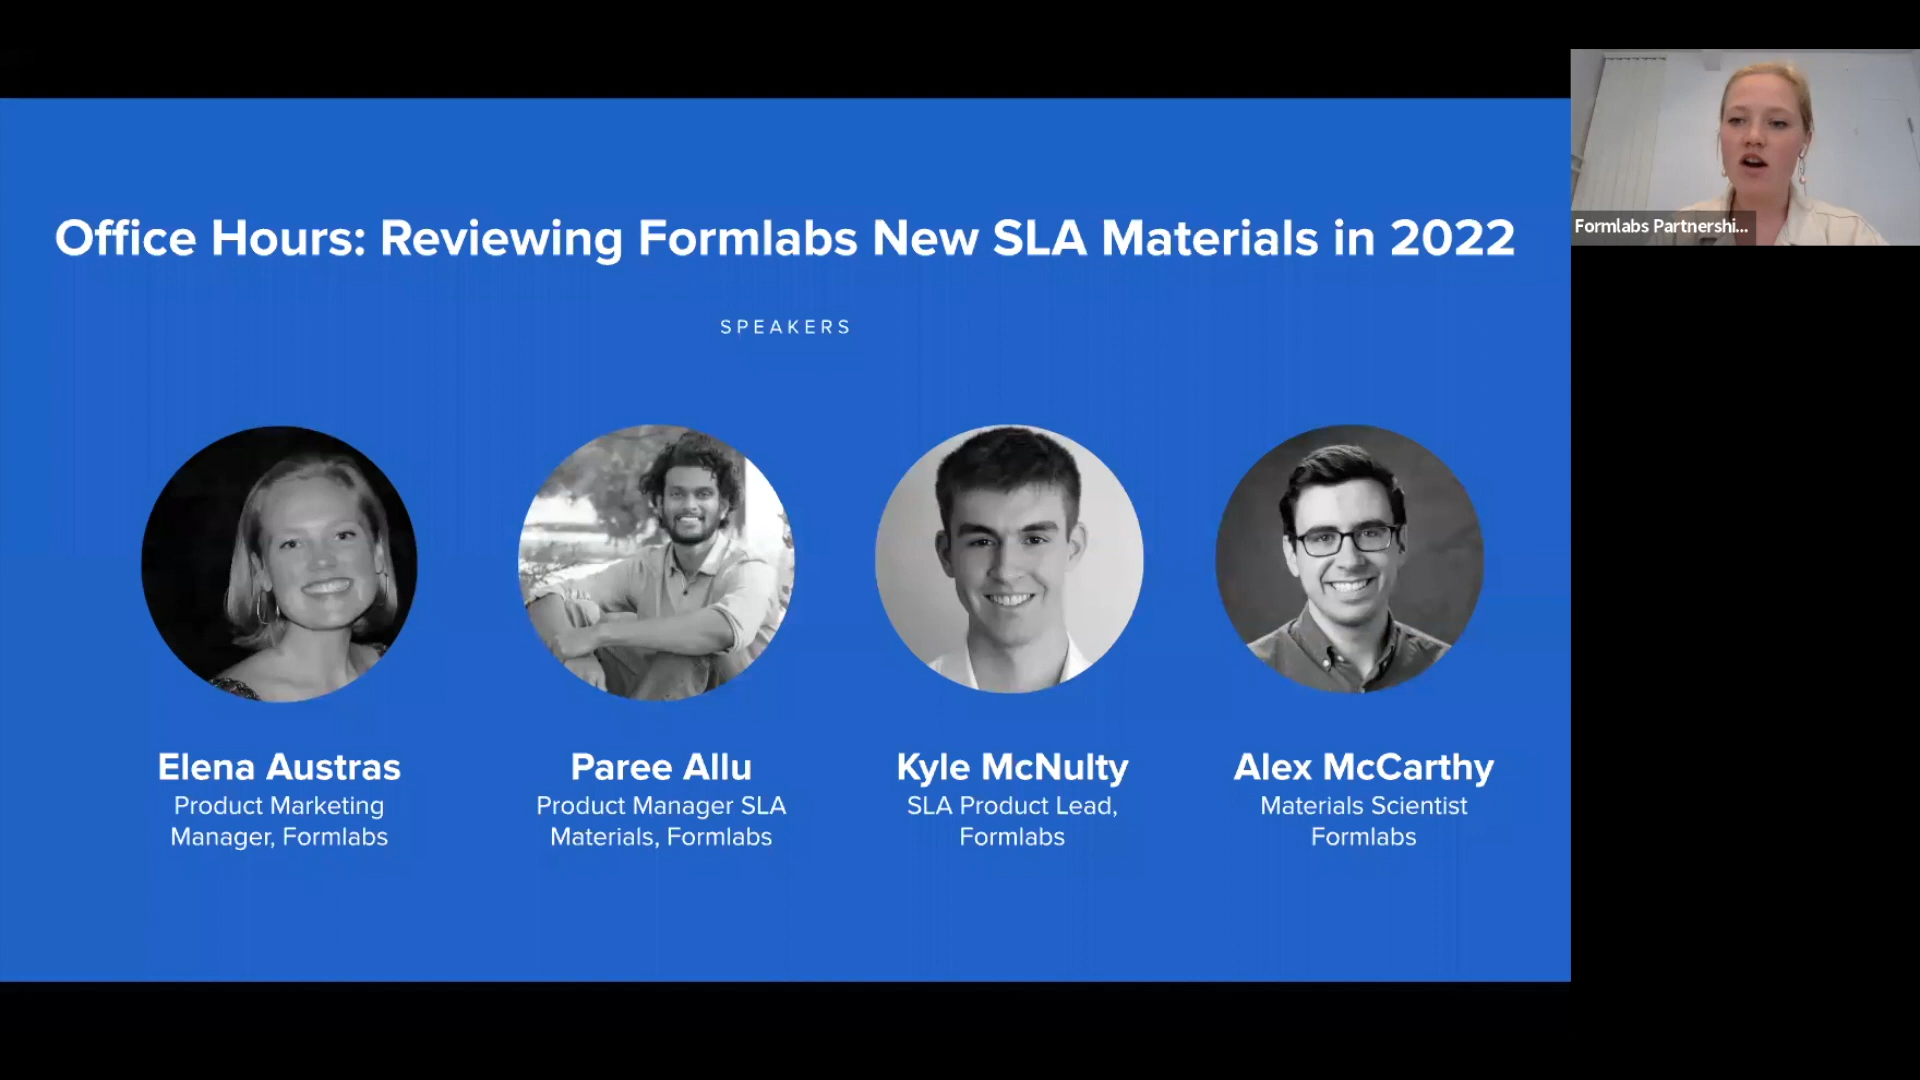 Office Hours: Reviewing Formlabs New SLA Materials in 2022
SPEAKERS
Elena Austras
Product Marketing
Manager, Formlabs
Paree Allu
Product Manager SLA
Materials, Formlabs
Kyle McNulty
SLA Product Lead,
Formlabs
Alex McCarthy
Materials Scientist
Formlabs
Formlabs Partnershi...